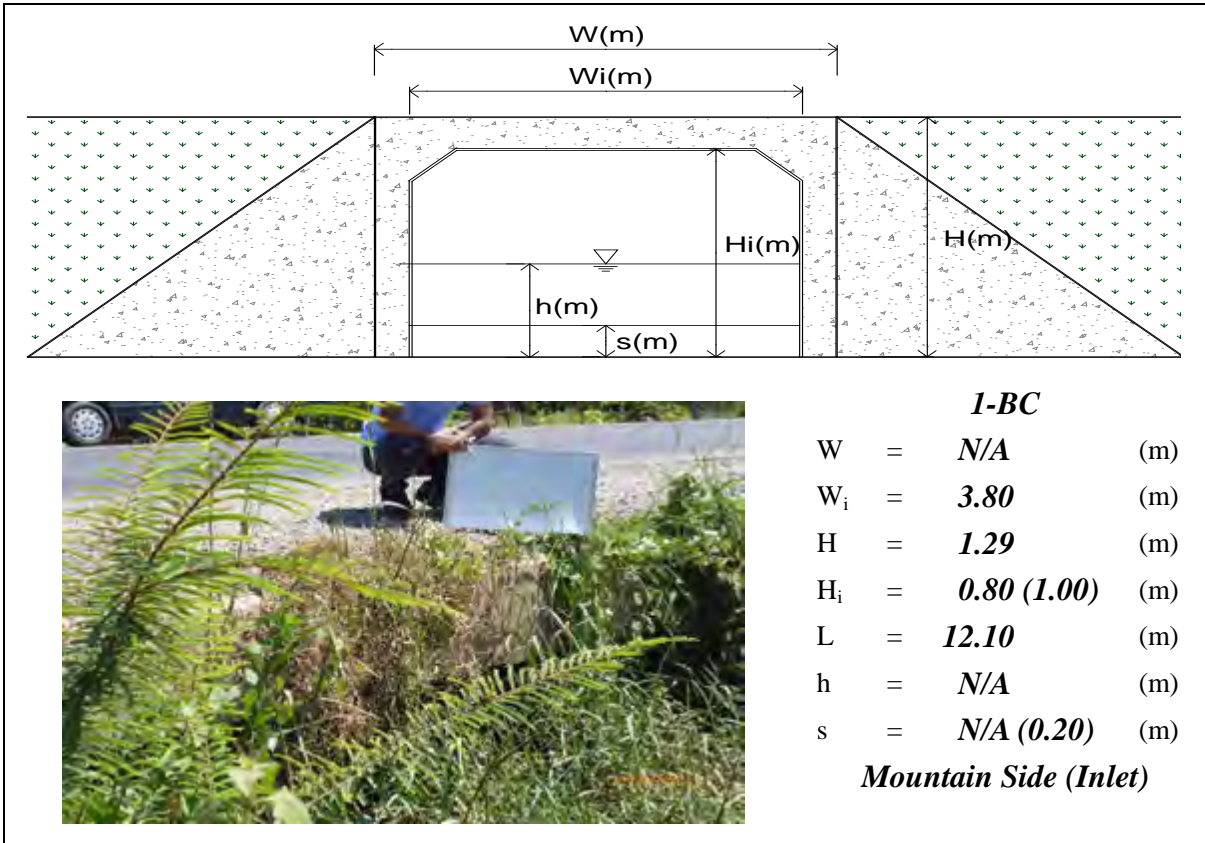 W(m)
Wi(m)
Hi(m)
H(m)
h(m)
s(m)
1-BC
W = N/A (m)
Wi = 3.80 (m)
H = 1.29 (m)
Hi = 0.80 (1.00) (m)
L = 12.10 (m)
h = N/A (m)
s = N/A (0.20) (m)
Mountain Side (Inlet)